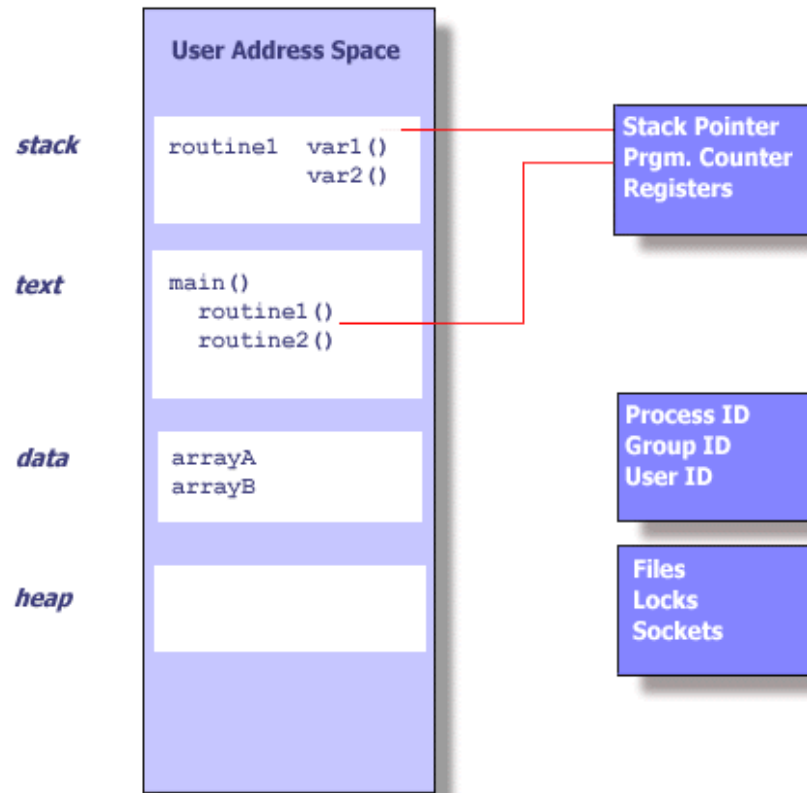 User Address Space
stack
routine1 var1()
var2()
text
main()
routine1()
routine2()
data
arrayA
arrayB
heap
Stack Pointer
Prgm. Counter
Registers
Process ID
Group ID
User ID
Files
Locks
Sockets